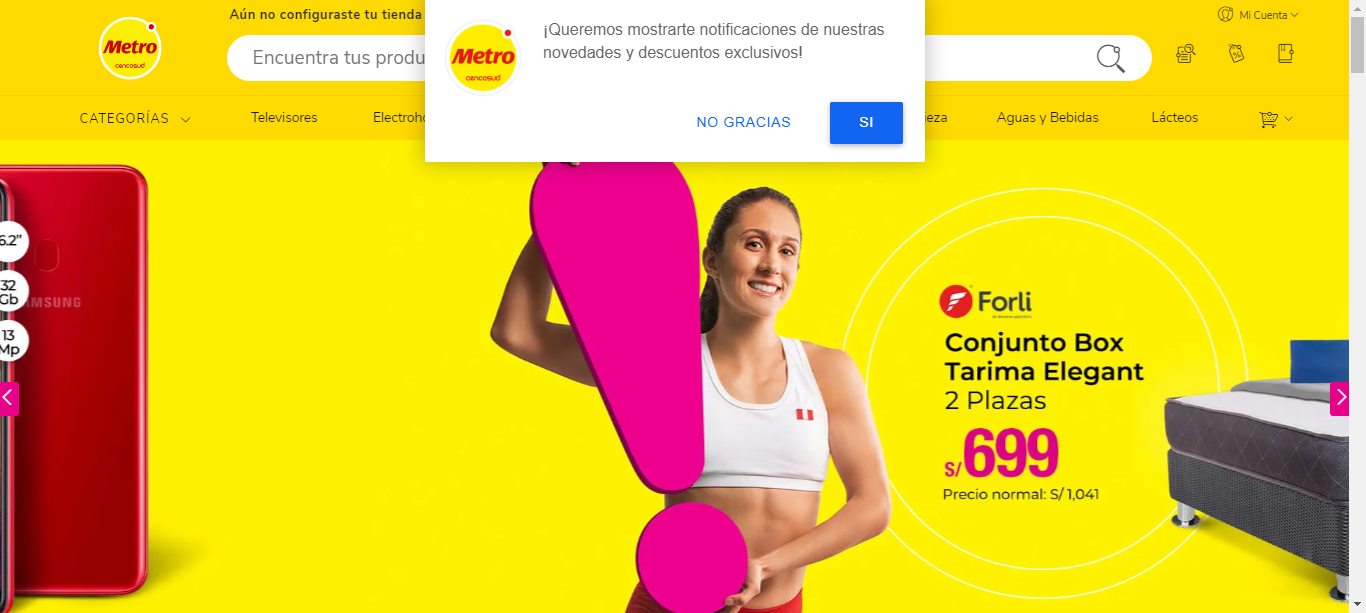 Aún no configuraste tu tienda
Mi Cuenta
Metro
cencosud
Encuentra tus produ
¡Queremos mostrarte notificaciones de nuestras
novedades y descuentos exclusivos!
Metro
cencosud
NO GRACIAS
SI
CATEGORÍAS
Televisores
Electroho
ieza
Aguas y Bebidas
Lácteos
6.2”
32
Gb
AMSUNG
13
Mp
Forli
Conjunto Box
Tarima Elegant
2 Plazas
S/699
Precio normal: S/ 1,041